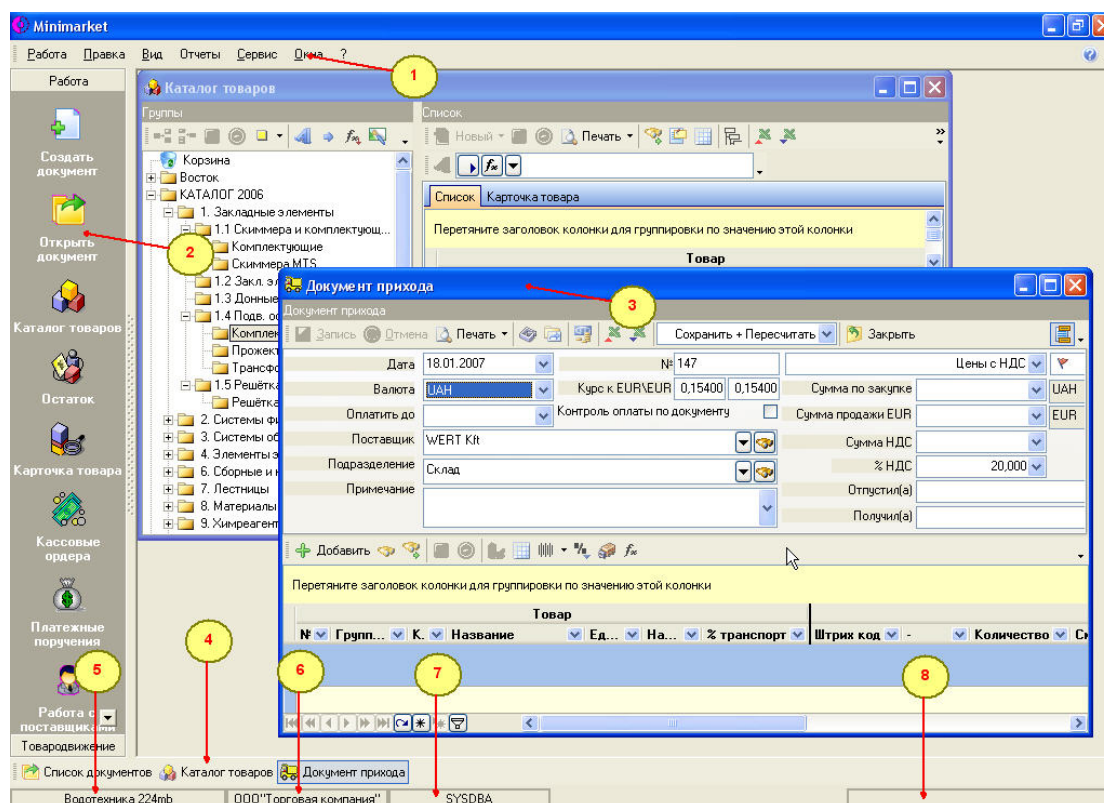 Minimarket
Работа Правка Вид Отчеты Сервис Окна ?
1
Работа
Создать документ
Открыть документ
2
Каталог товаров
Остаток
Карточка товара
Кассовые ордера
Платежные поручения
Работа с поставщиками
Товародвижение
Каталог товаров
Группы
Список
Новый Печать
Корзина
Восток
КАТАЛОГ 2006
1. Закладные элементы
1.1 Скиммера и комплектующ...
Комплектующие
Скиммера MTS
1.2 Закл. эл
1.3 Донные
1.4 Подв. ос
Комплек
Прожект
Трансфо
1.5 Решётка
Решётка
2. Системы фи
3. Системы об
4. Элементы э
6. Сборные и н
7. Лестницы
8. Материалы
9. Химреагент
Список Карточка товара
Перетяните заголовок колонки для группировки по значению этой колонки
Товар
Документ прихода
3
Документ прихода
Запись Отмена Печать Сохранить + Пересчитать Закрыть
Дата 18.01.2007 № 147 Цены с НДС
Валюта UAH Курс к EUR\EUR 0,15400 0,15400 Сумма по закупке UAH
Оплатить до Контроль оплаты по документу Сумма продажи EUR EUR
Поставщик WERT Kft Сумма НДС
Подразделение Склад % НДС 20,000
Примечание Отпустил(а)
Получил(а)
Добавить
Перетяните заголовок колонки для группировки по значению этой колонки
Товар
№ Групп... К. Название Ед... На... % транспорт Штрих код - Количество
4
5
6
7
8
Список документов Каталог товаров Документ прихода
Водотехника 224mb ООО"Торговая компания" SYSDBA